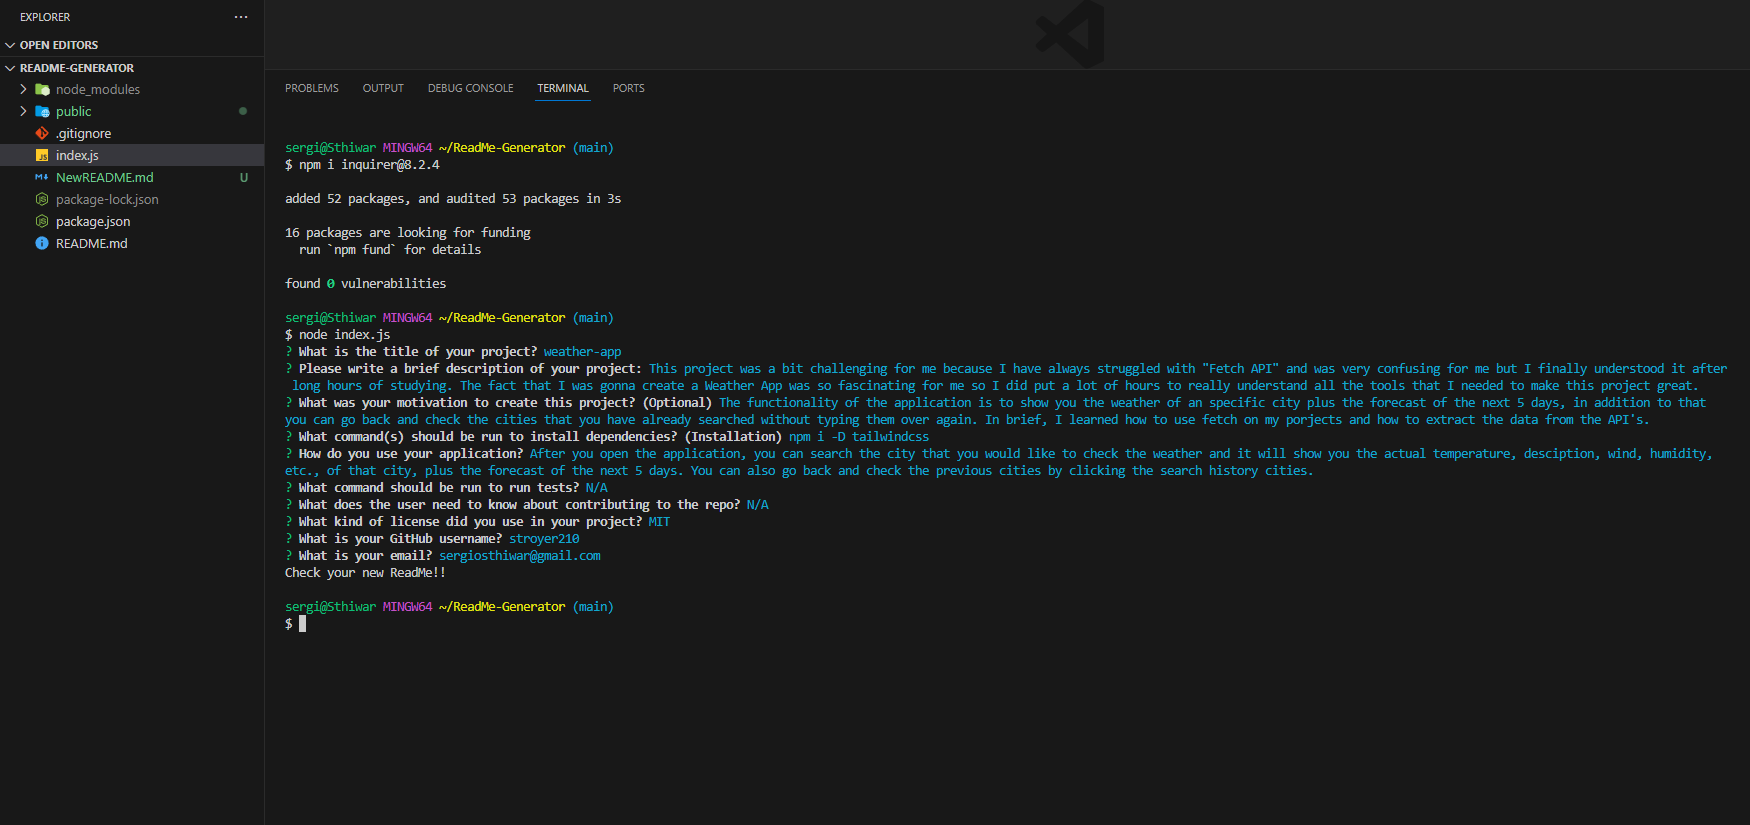 EXPLORER
OPEN EDITORS
README-GENERATOR
node_modules
public
.gitignore
JS index.js
NewREADME.md U
package-lock.json
package.json
README.md
PROBLEMS OUTPUT DEBUG CONSOLE TERMINAL PORTS
sergi@Sthiwar MINGW64 ~/ReadMe-Generator (main)
$ npm i inquirer@8.2.4
added 52 packages, and audited 53 packages in 3s
16 packages are looking for funding
run `npm fund` for details
found 0 vulnerabilities
sergi@Sthiwar MINGW64 ~/ReadMe-Generator (main)
$ node index.js
? What is the title of your project? weather-app
? Please write a brief description of your project: This project was a bit challenging for me because I have always struggled with "Fetch API" and was very confusing for me but I finally understood it after
long hours of studying. The fact that I was gonna create a Weather App was so fascinating for me so I did put a lot of hours to really understand all the tools that I needed to make this project great.
? What was your motivation to create this project? (Optional) The functionality of the application is to show you the weather of an specific city plus the forecast of the next 5 days, in addition to that
you can go back and check the cities that you have already searched without typing them over again. In brief, I learned how to use fetch on my porjects and how to extract the data from the API's.
? What command(s) should be run to install dependencies? (Installation) npm i -D tailwindcss
? How do you use your application? After you open the application, you can search the city that you would like to check the weather and it will show you the actual temperature, desciption, wind, humidity,
etc., of that city, plus the forecast of the next 5 days. You can also go back and check the previous cities by clicking the search history cities.
? What command should be run to run tests? N/A
? What does the user need to know about contributing to the repo? N/A
? What kind of license did you use in your project? MIT
? What is your GitHub username? stroyer210
? What is your email? sergiosthiwar@gmail.com
Check your new ReadMe!!
sergi@Sthiwar MINGW64 ~/ReadMe-Generator (main)
$